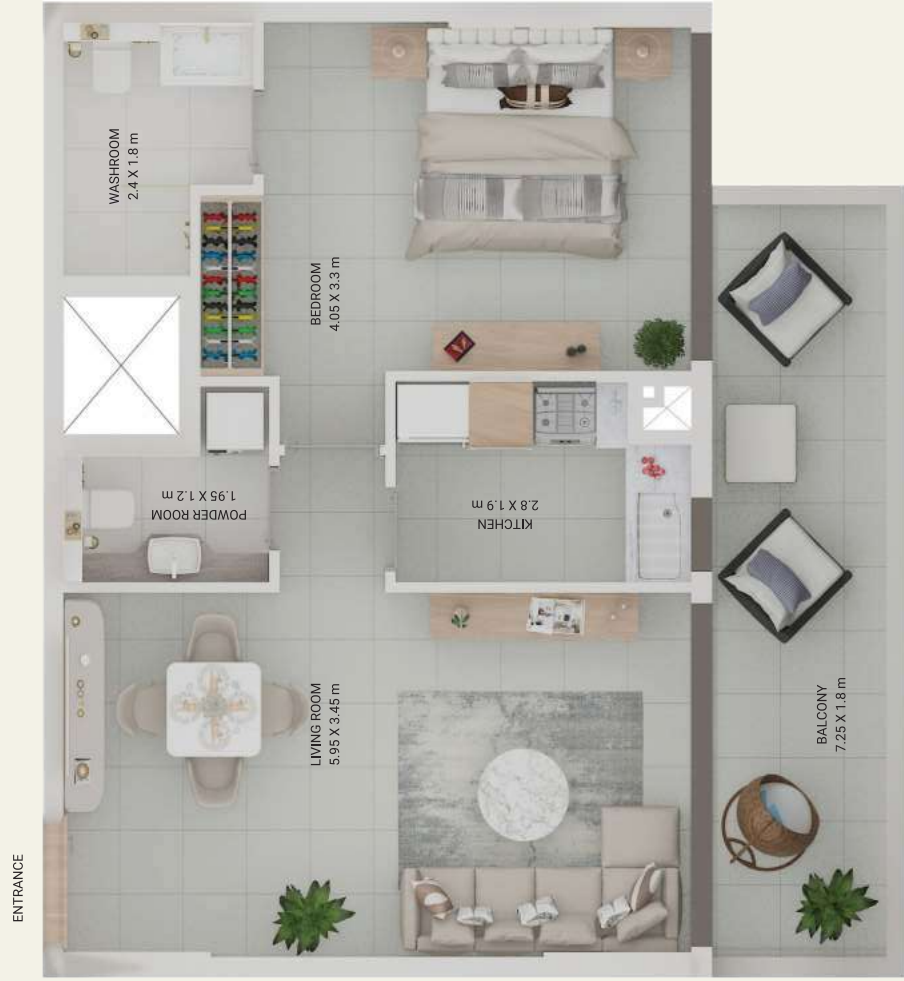 ENTRANCE
WASHROOM
2.4 X 1.8 m
BEDROOM
4.05 X 3.3 m
POWDER ROOM
1.95 X 1.2 m
KITCHEN
2.8 X 1.9 m
LIVING ROOM
5.95 X 3.45 m
BALCONY
7.25 X 1.8 m